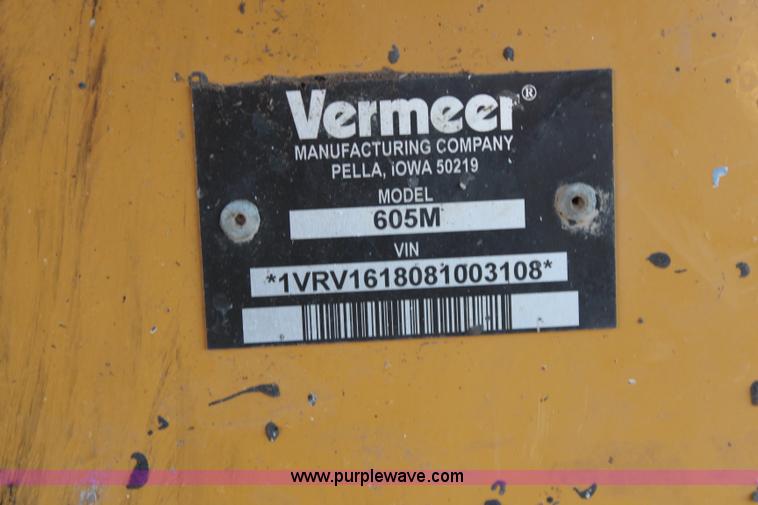 Vermeer®
MANUFACTURING COMPANY
PELLA, IOWA 50219
MODEL
605M
VIN
*1VRV1618081003108*
www.purplewave.com